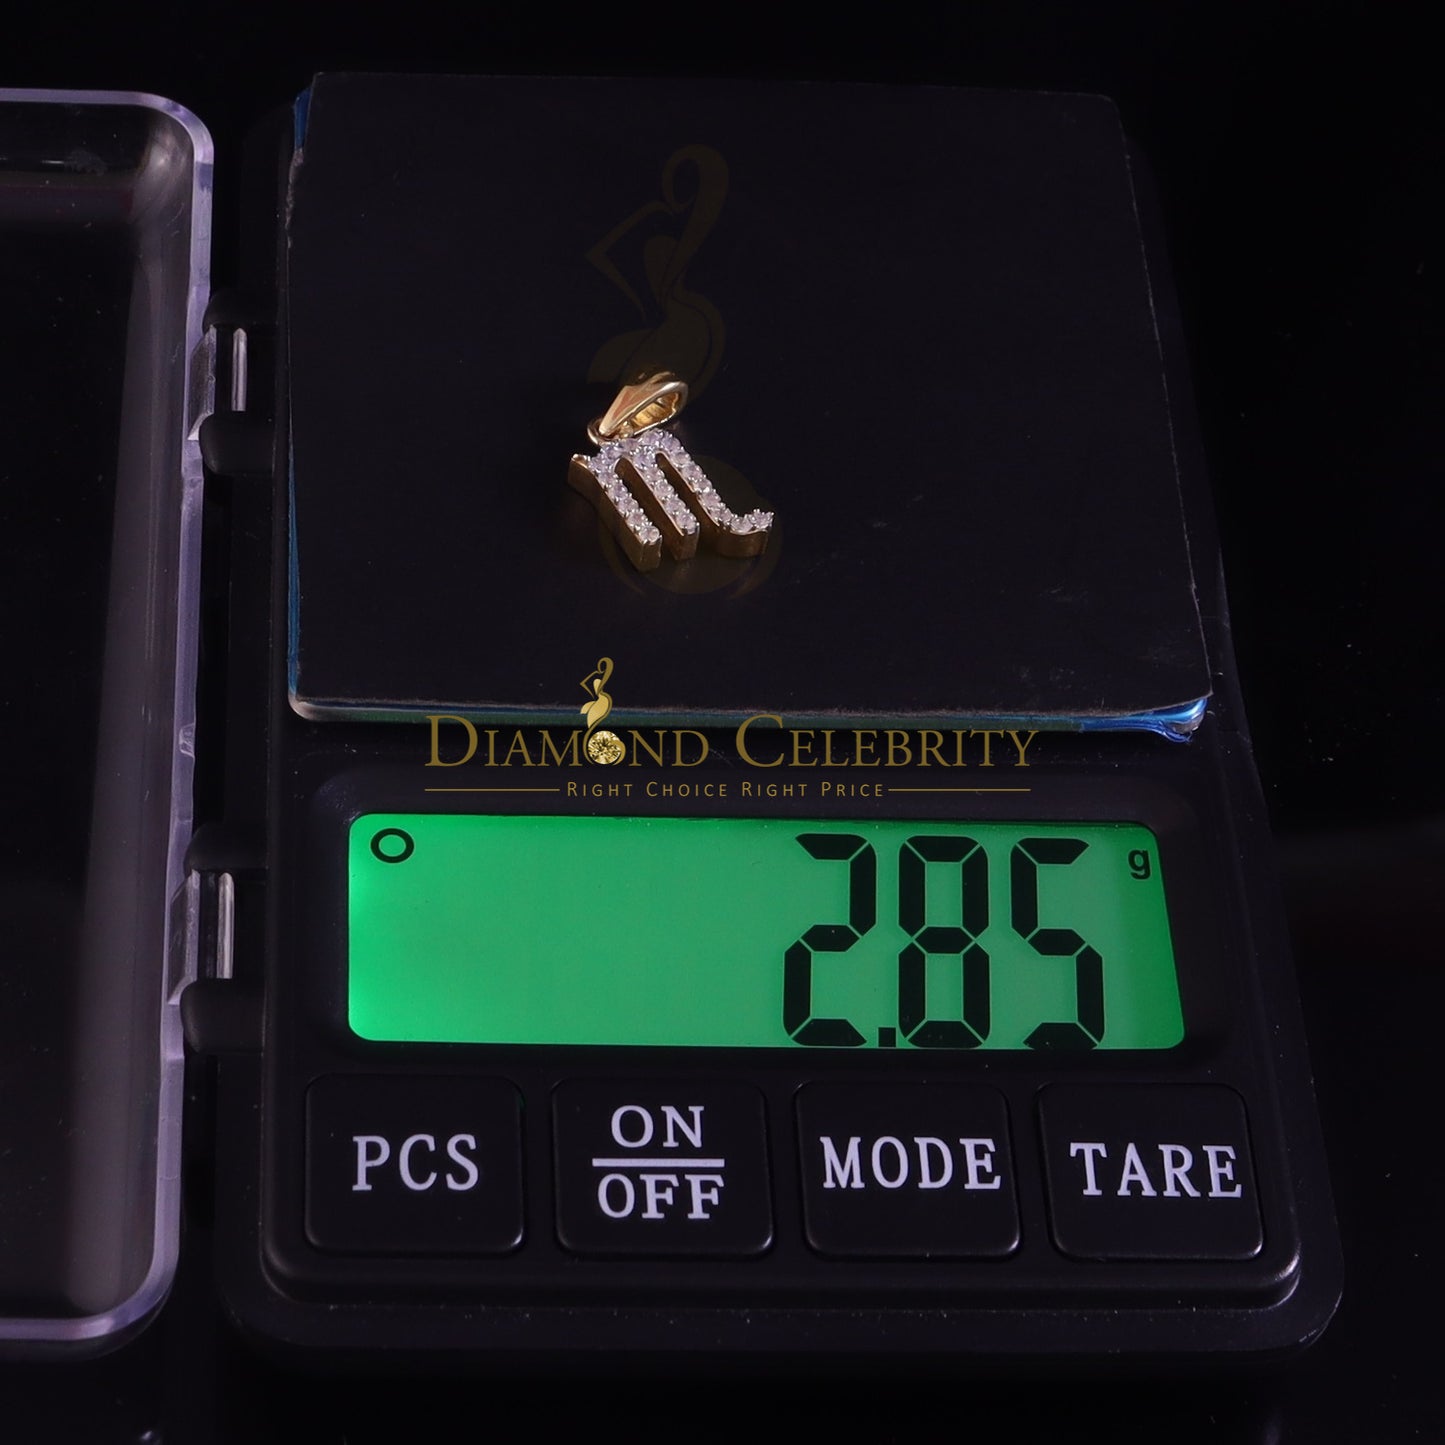 DIAMOND CELEBRITY
RIGHT CHOICE RIGHT PRICE
2.85 g
PCS
ON
OFF
MODE
TARE